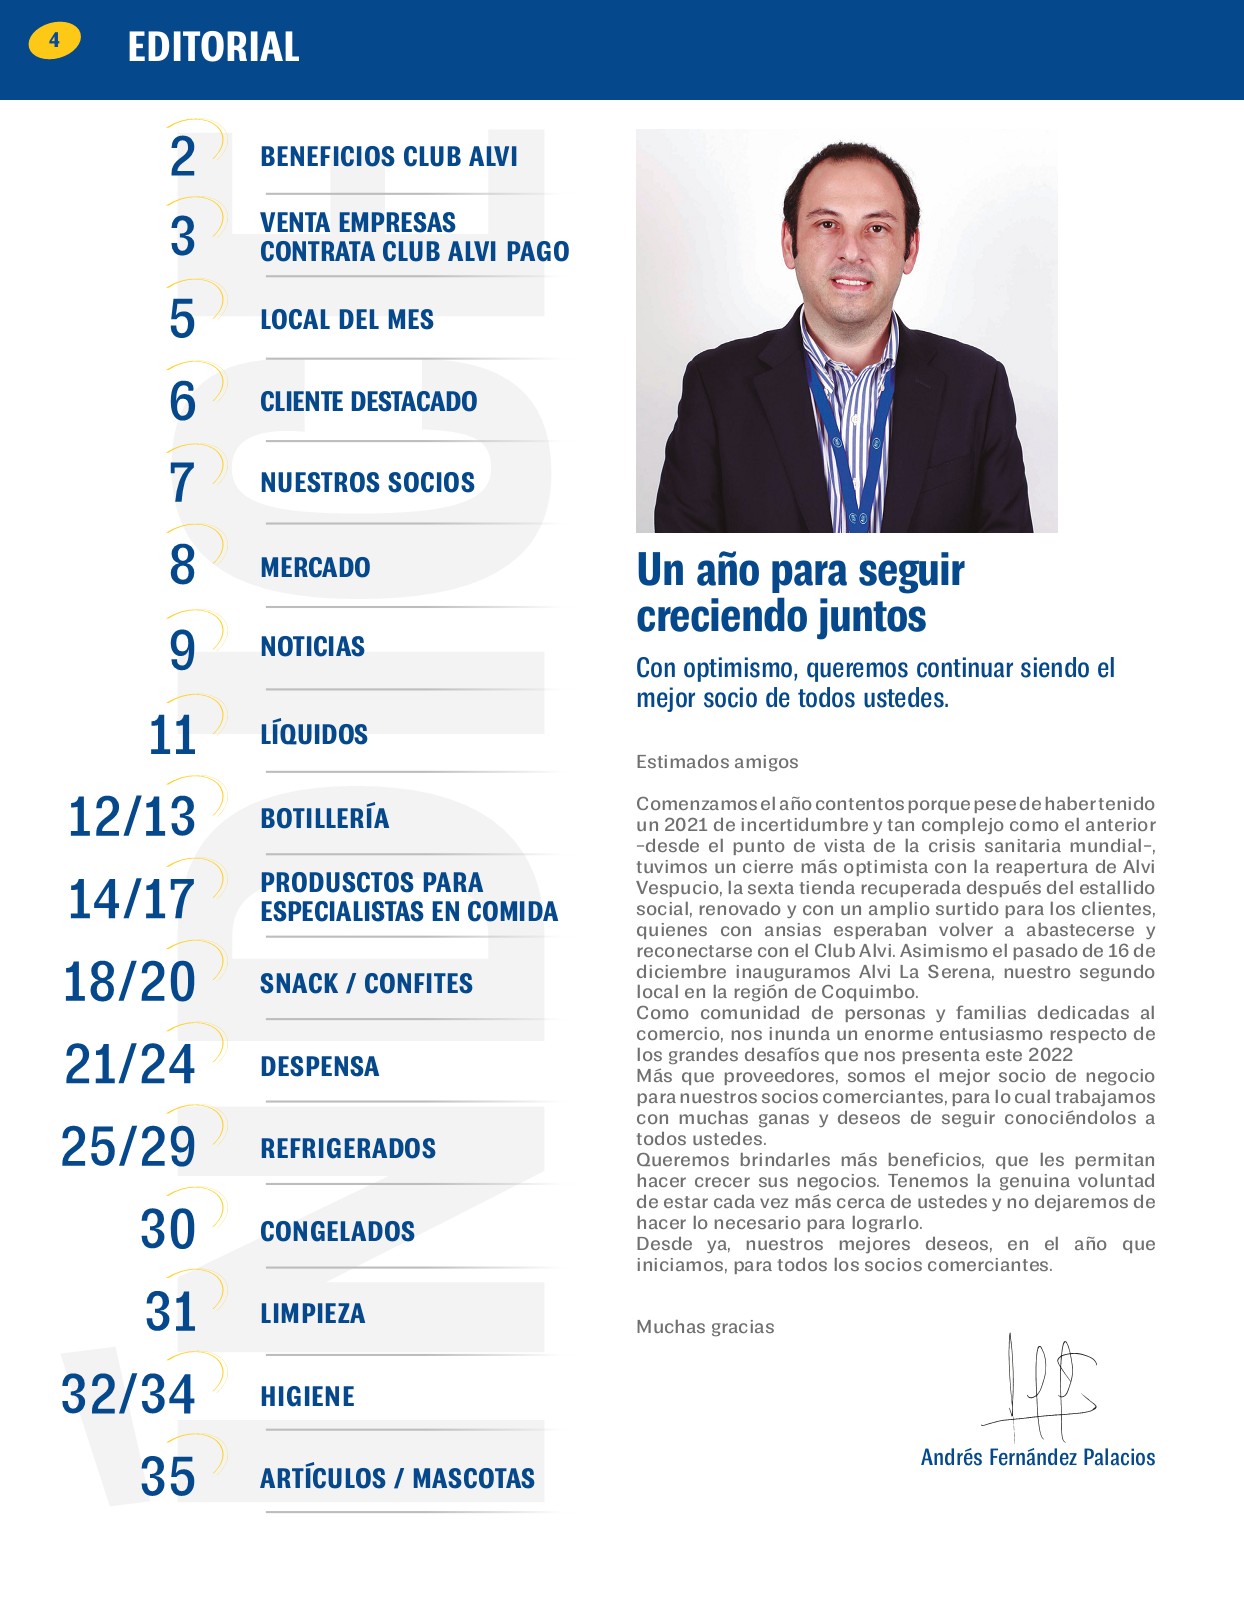 4
EDITORIAL
ÍNDICE
2
BENEFICIOS CLUB ALVI
3
VENTA EMPRESAS
CONTRATA CLUB ALVI PAGO
5
LOCAL DEL MES
6
CLIENTE DESTACADO
7
NUESTROS SOCIOS
8
MERCADO
9
NOTICIAS
11
LÍQUIDOS
12/13
BOTILLERÍA
14/17
PRODUSCTOS PARA
ESPECIALISTAS EN COMIDA
18/20
SNACK / CONFITES
21/24
DESPENSA
25/29
REFRIGERADOS
30
CONGELADOS
31
LIMPIEZA
32/34
HIGIENE
35
ARTÍCULOS / MASCOTAS
Un año para seguir
creciendo juntos
Con optimismo, queremos continuar siendo el
mejor socio de todos ustedes.
Estimados amigos
Comenzamos el año contentos porque pese de haber tenido
un 2021 de incertidumbre y tan complejo como el anterior
–desde el punto de vista de la crisis sanitaria mundial–,
tuvimos un cierre más optimista con la reapertura de Alvi
Vespucio, la sexta tienda recuperada después del estallido
social, renovado y con un amplio surtido para los clientes,
quienes con ansias esperaban volver a abastecerse y
reconectarse con el Club Alvi. Asimismo el pasado de 16 de
diciembre inauguramos Alvi La Serena, nuestro segundo
local en la región de Coquimbo.
Como comunidad de personas y familias dedicadas al
comercio, nos inunda un enorme entusiasmo respecto de
los grandes desafíos que nos presenta este 2022
Más que proveedores, somos el mejor socio de negocio
para nuestros socios comerciantes, para lo cual trabajamos
con muchas ganas y deseos de seguir conociéndolos a
todos ustedes.
Queremos brindarles más beneficios, que les permitan
hacer crecer sus negocios. Tenemos la genuina voluntad
de estar cada vez más cerca de ustedes y no dejaremos de
hacer lo necesario para lograrlo.
Desde ya, nuestros mejores deseos, en el año que
iniciamos, para todos los socios comerciantes.
Muchas gracias
Andrés Fernández Palacios